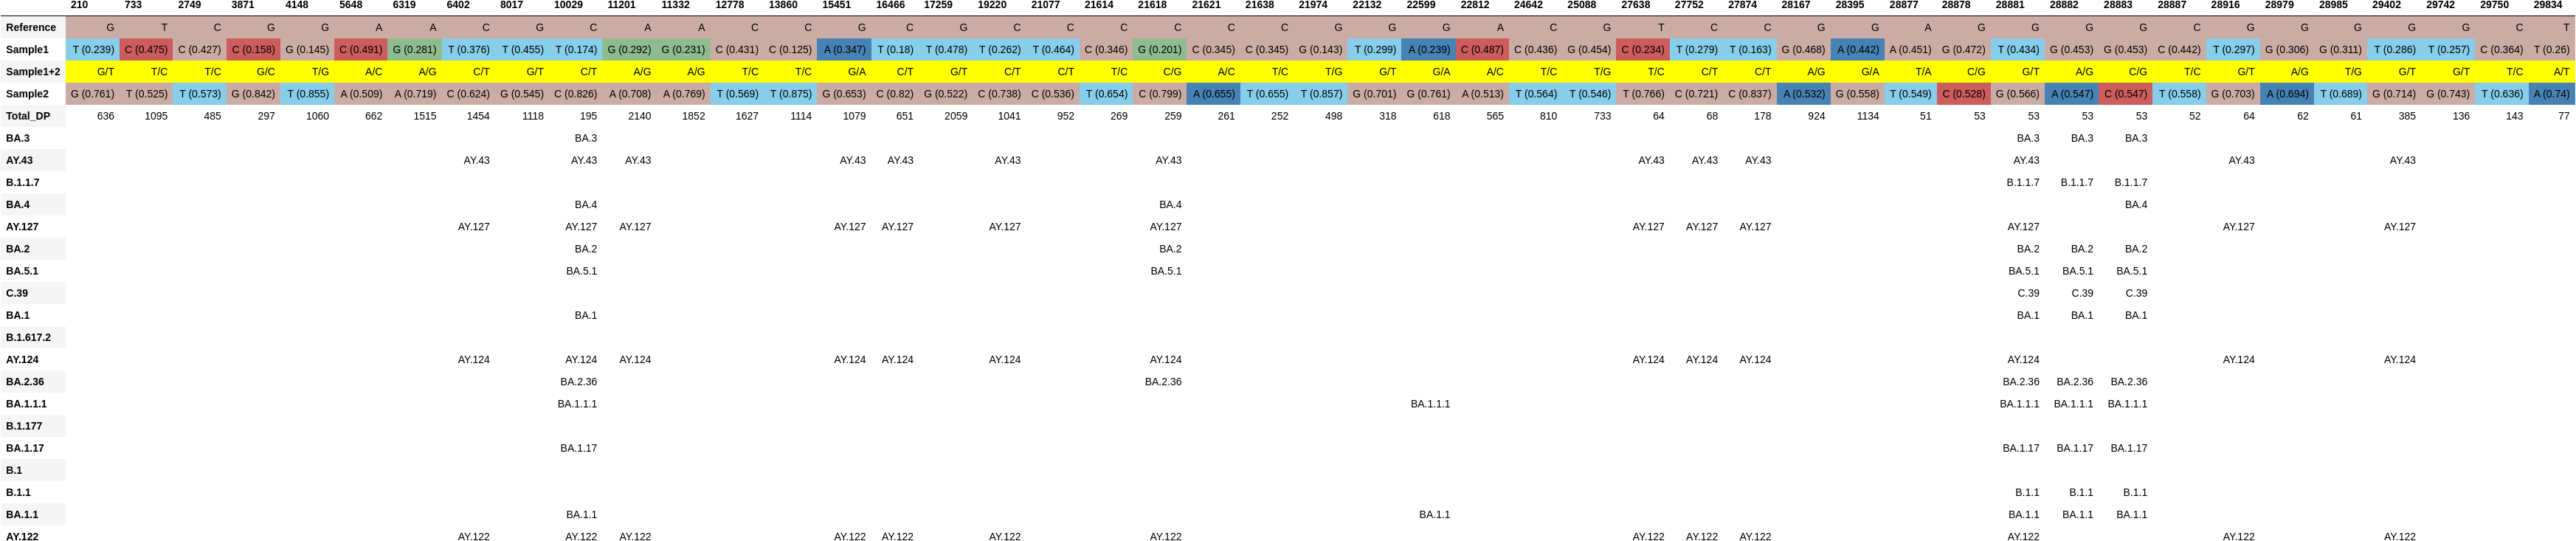 210 733 2749 3871 4148 5648 6319 6402 8017 10029 11201 11332 12778 13860 15451 16466 17259 19220 21077 21614 21618 21621 21638 21974 22132 22599 22812 24642 25088 27638 27752 27874 28167 28395 28877 28878 28881 28882 28883 28887 28916 28979 28985 29402 29742 29750 29834
Reference G T C G G A A C G C A A C C G C G C C C C C C G G G A C G T C C G G A G G G G C G G G G G C T
Sample1 T (0.239) C (0.475) C (0.427) C (0.158) G (0.145) C (0.491) G (0.281) T (0.376) T (0.455) T (0.174) G (0.292) G (0.231) C (0.431) C (0.125) A (0.347) T (0.18) T (0.478) T (0.262) T (0.464) C (0.346) G (0.201) C (0.345) C (0.345) G (0.143) T (0.299) A (0.239) C (0.487) C (0.436) G (0.454) C (0.234) T (0.279) T (0.163) G (0.468) A (0.442) A (0.451) G (0.472) T (0.434) G (0.453) G (0.453) C (0.442) T (0.297) G (0.306) G (0.311) T (0.286) T (0.257) C (0.364) T (0.26)
Sample1+2 G/T T/C T/C G/C T/G A/C A/G C/T G/T C/T A/G A/G T/C T/C G/A C/T G/T C/T C/T T/C C/G A/C T/C T/G G/T G/A A/C T/C T/G T/C C/T C/T A/G G/A T/A C/G G/T A/G C/G T/C G/T A/G T/G G/T G/T T/C A/T
Sample2 G (0.761) T (0.525) T (0.573) G (0.842) T (0.855) A (0.509) A (0.719) C (0.624) G (0.545) C (0.826) A (0.708) A (0.769) T (0.569) T (0.875) G (0.653) C (0.82) G (0.522) C (0.738) C (0.536) T (0.654) C (0.799) A (0.655) T (0.655) T (0.857) G (0.701) G (0.761) A (0.513) T (0.564) T (0.546) T (0.766) C (0.721) C (0.837) A (0.532) G (0.558) T (0.549) C (0.528) G (0.566) A (0.547) C (0.547) T (0.558) G (0.703) A (0.694) T (0.689) G (0.714) G (0.743) T (0.636) A (0.74)
Total_DP 636 1095 485 297 1060 662 1515 1454 1118 195 2140 1852 1627 1114 1079 651 2059 1041 952 269 259 261 252 498 318 618 565 810 733 64 68 178 924 1134 51 53 53 53 53 52 64 62 61 385 136 143 77
BA.3 BA.3 BA.3 BA.3 BA.3
AY.43 AY.43 AY.43 AY.43 AY.43 AY.43 AY.43 AY.43 AY.43 AY.43 AY.43 AY.43 AY.43 AY.43
B.1.1.7 B.1.1.7 B.1.1.7 B.1.1.7
BA.4 BA.4 BA.4 BA.4
AY.127 AY.127 AY.127 AY.127 AY.127 AY.127 AY.127 AY.127 AY.127 AY.127 AY.127 AY.127 AY.127 AY.127
BA.2 BA.2 BA.2 BA.2 BA.2 BA.2
BA.5.1 BA.5.1 BA.5.1 BA.5.1 BA.5.1 BA.5.1
C.39 C.39 C.39 C.39
BA.1 BA.1 BA.1 BA.1 BA.1
B.1.617.2
AY.124 AY.124 AY.124 AY.124 AY.124 AY.124 AY.124 AY.124 AY.124 AY.124 AY.124 AY.124 AY.124 AY.124
BA.2.36 BA.2.36 BA.2.36 BA.2.36 BA.2.36 BA.2.36
BA.1.1.1 BA.1.1.1 BA.1.1.1 BA.1.1.1 BA.1.1.1 BA.1.1.1
B.1.177
BA.1.17 BA.1.17 BA.1.17 BA.1.17 BA.1.17
B.1
B.1.1 B.1.1 B.1.1 B.1.1
BA.1.1 BA.1.1 BA.1.1 BA.1.1 BA.1.1 BA.1.1
AY.122 AY.122 AY.122 AY.122 AY.122 AY.122 AY.122 AY.122 AY.122 AY.122 AY.122 AY.122 AY.122 AY.122